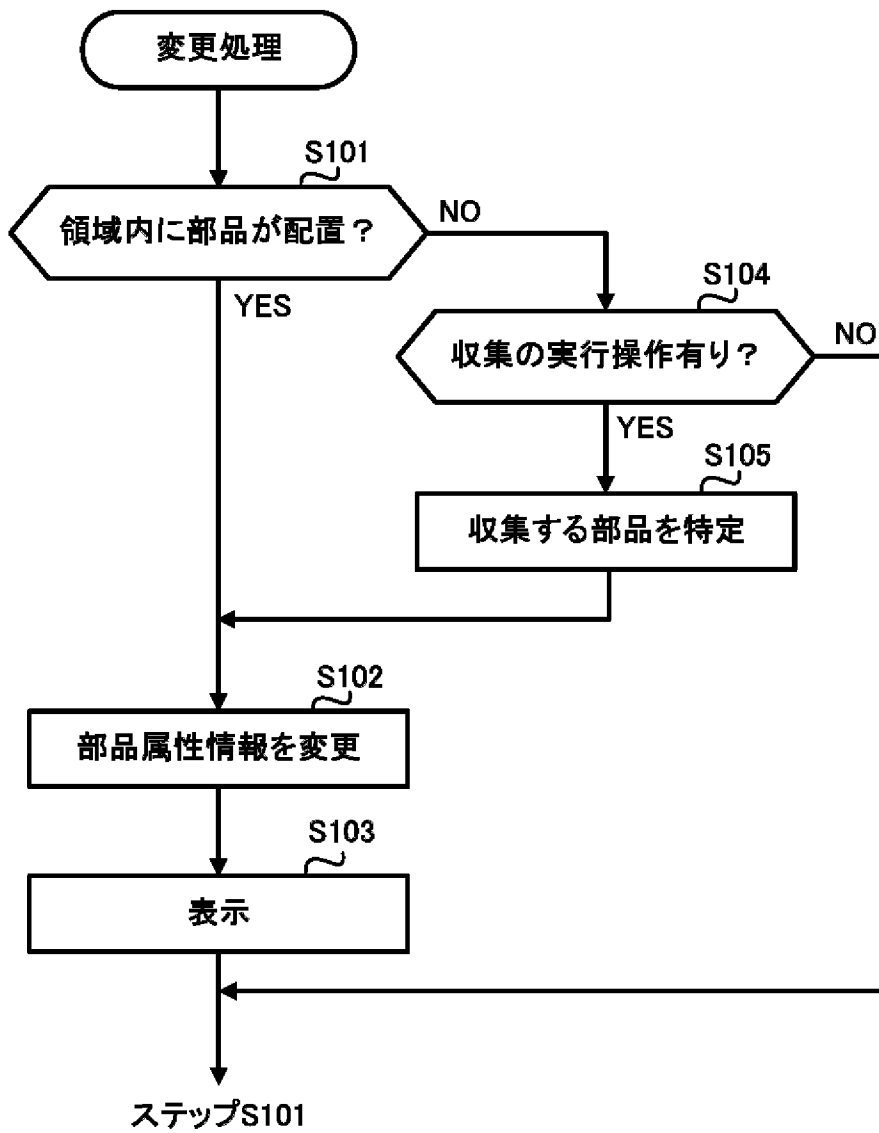 変更処理
S101
領域内に部品が配置？
NO
YES
S104
収集の実行操作有り？
NO
YES
S105
収集する部品を特定
S102
部品属性情報を変更
S103
表示
ステップS101